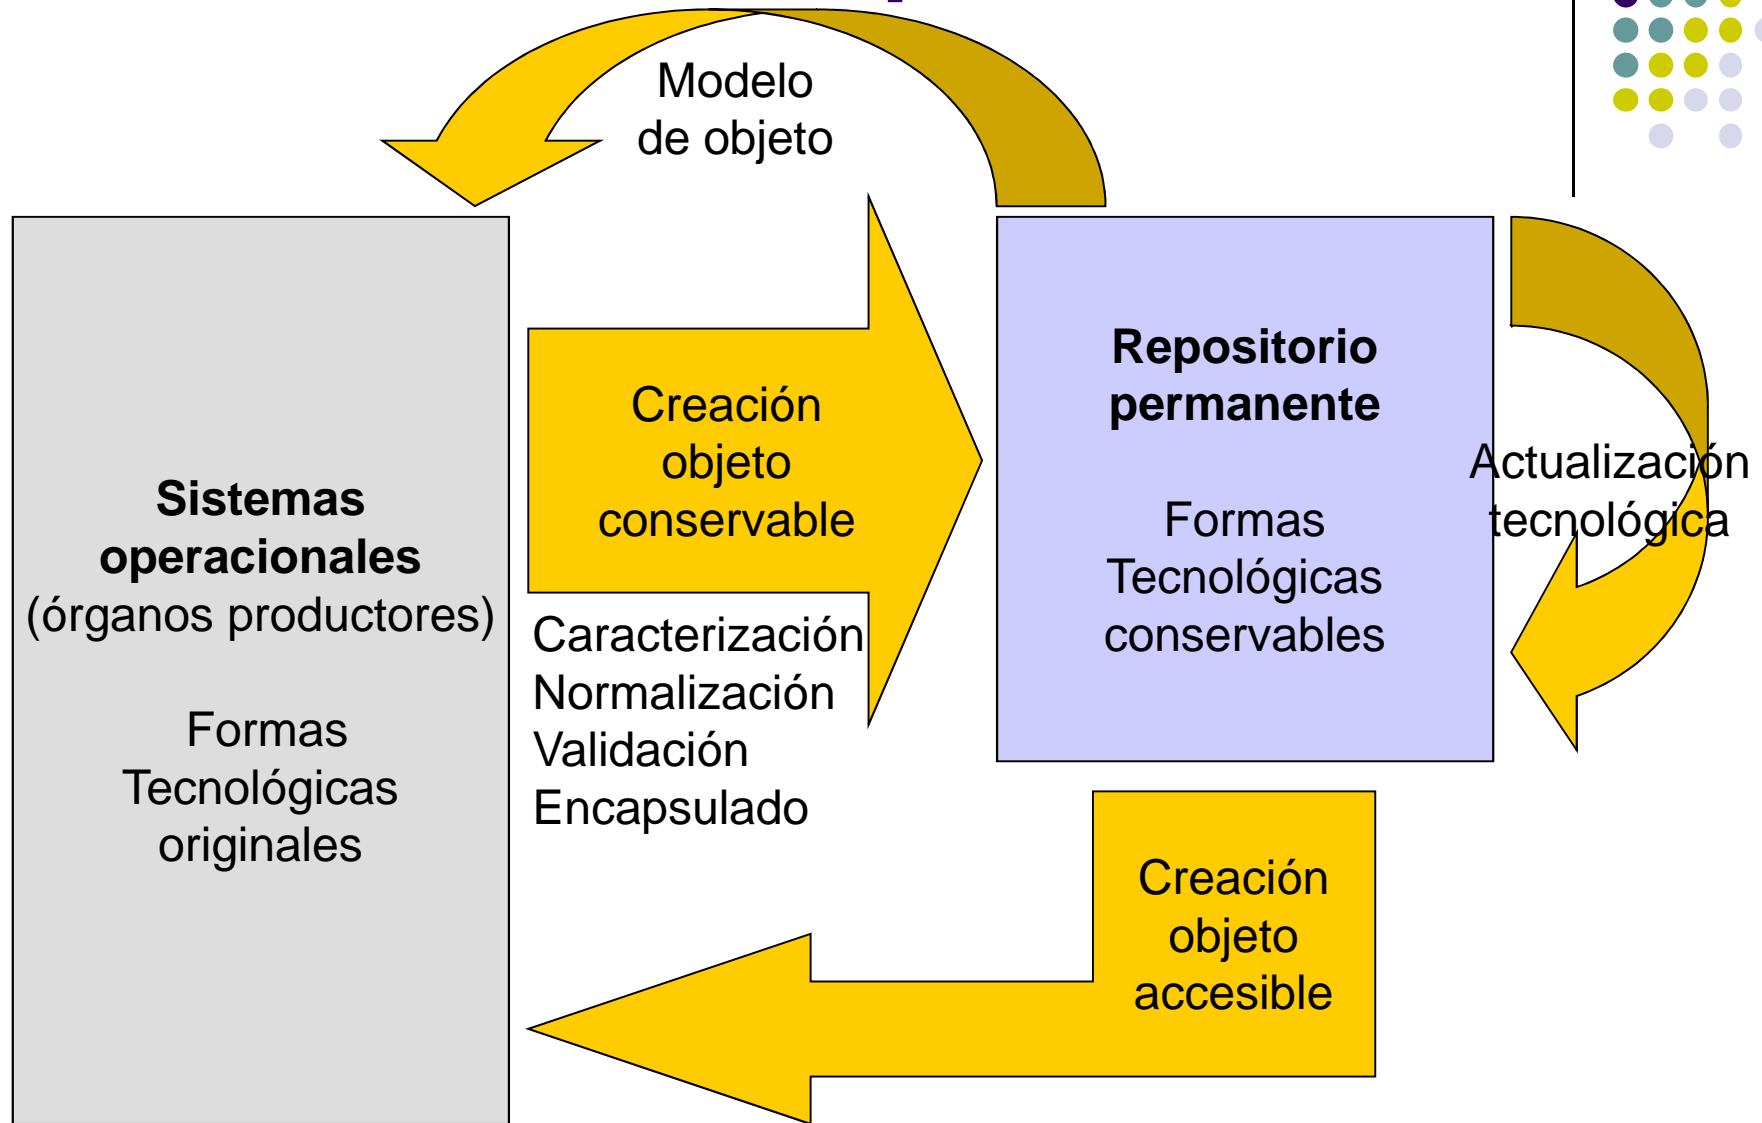 Modelo
de objeto
Sistemas
operacionales
(órganos productores)
Formas
Tecnológicas
originales
Creación
objeto
conservable
Caracterización
Normalización
Validación
Encapsulado
Repositorio
permanente
Formas
Tecnológicas
conservables
Actualización
tecnológica
Creación
objeto
accesible